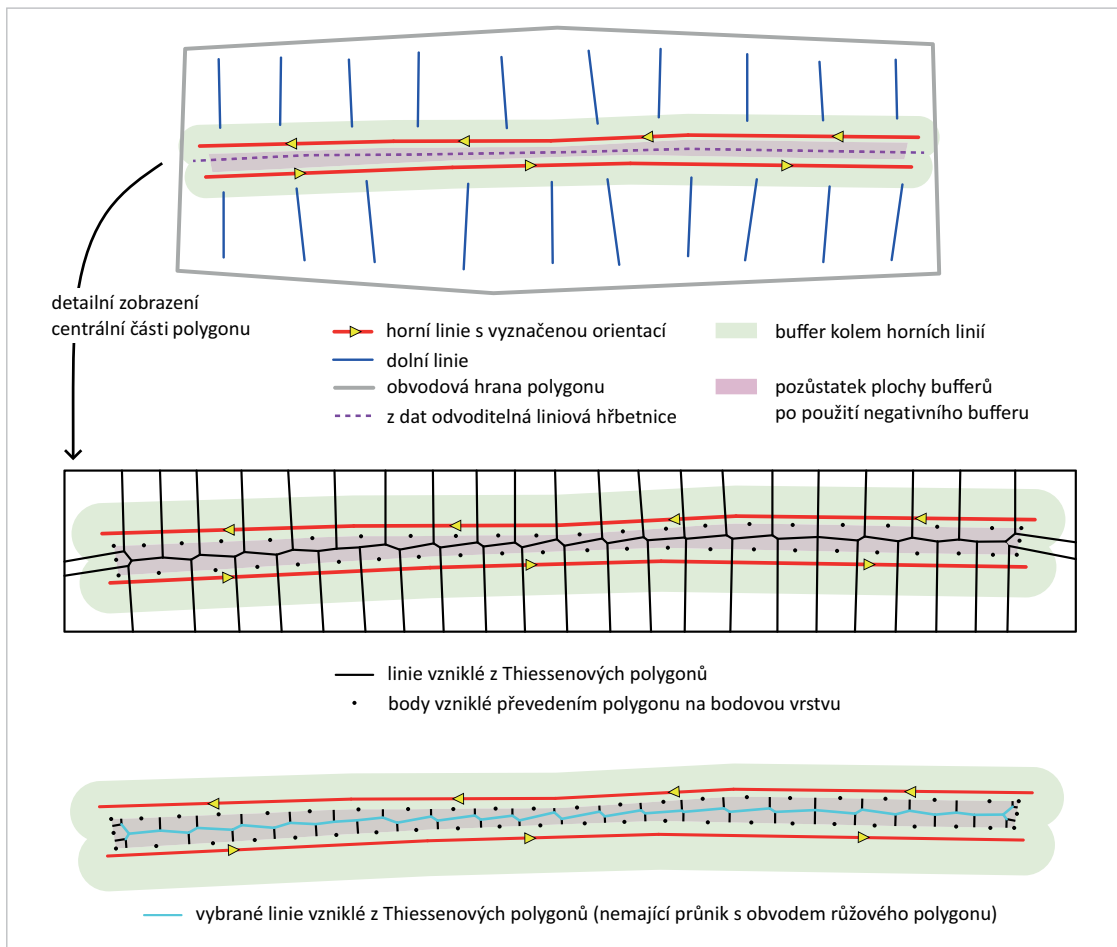 detailní zobrazení
centrální části polygonu
horní linie s vyznačenou orientací
dolní linie
obvodová hrana polygonu
z dat odvoditelná liniová hřbetnice
buffer kolem horních linií
pozůstatek plochy bufferů
po použití negativního bufferu
linie vzniklé z Thiessenových polygonů
body vzniklé převedením polygonu na bodovou vrstvu
vybrané linie vzniklé z Thiessenových polygonů (nemající průnik s obvodem růžového polygonu)